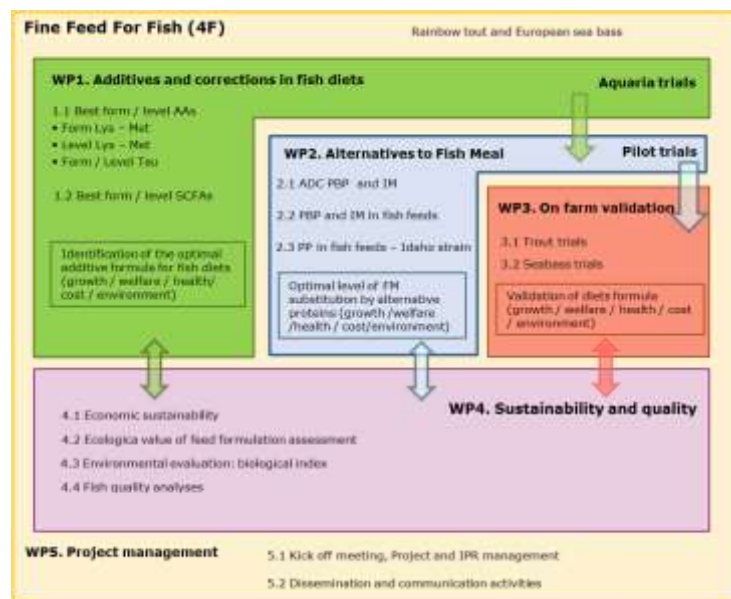 Fine Feed For Fish (4F)
Rainbow tout and European sea bass
WP1. Additives and corrections in fish diets
Aquaria trials
1.1 Best form / level AAs
• Form Lys – Met
• Level Lys – Met
• Form / Level Tau
1.2 Best form / level SCFAs
Identification of the optimal
additive formula for fish diets
(growth / welfare / health/
cost / environment)
WP2. Alternatives to Fish Meal
Pilot trials
2.1 ADC PBP and IM
2.2 PBP and IM in fish feeds
2.3 PP in fish feeds – Idaho strain
Optimal level of FM
substitution by alternative
proteins (growth /welfare
/health / cost/environment)
WP3. On farm validation
3.1 Trout trials
3.2 Seabass trials
Validation of diets formula
(growth / welfare / health / cost
/ environment)
WP4. Sustainability and quality
4.1 Economic sustainability
4.2 Ecologica value of feed formulation assessment
4.3 Environmental evaluation: biological index
4.4 Fish quality analyses
WP5. Project management
5.1 Kick off meeting, Project and IPR management
5.2 Dissemination and communication activities